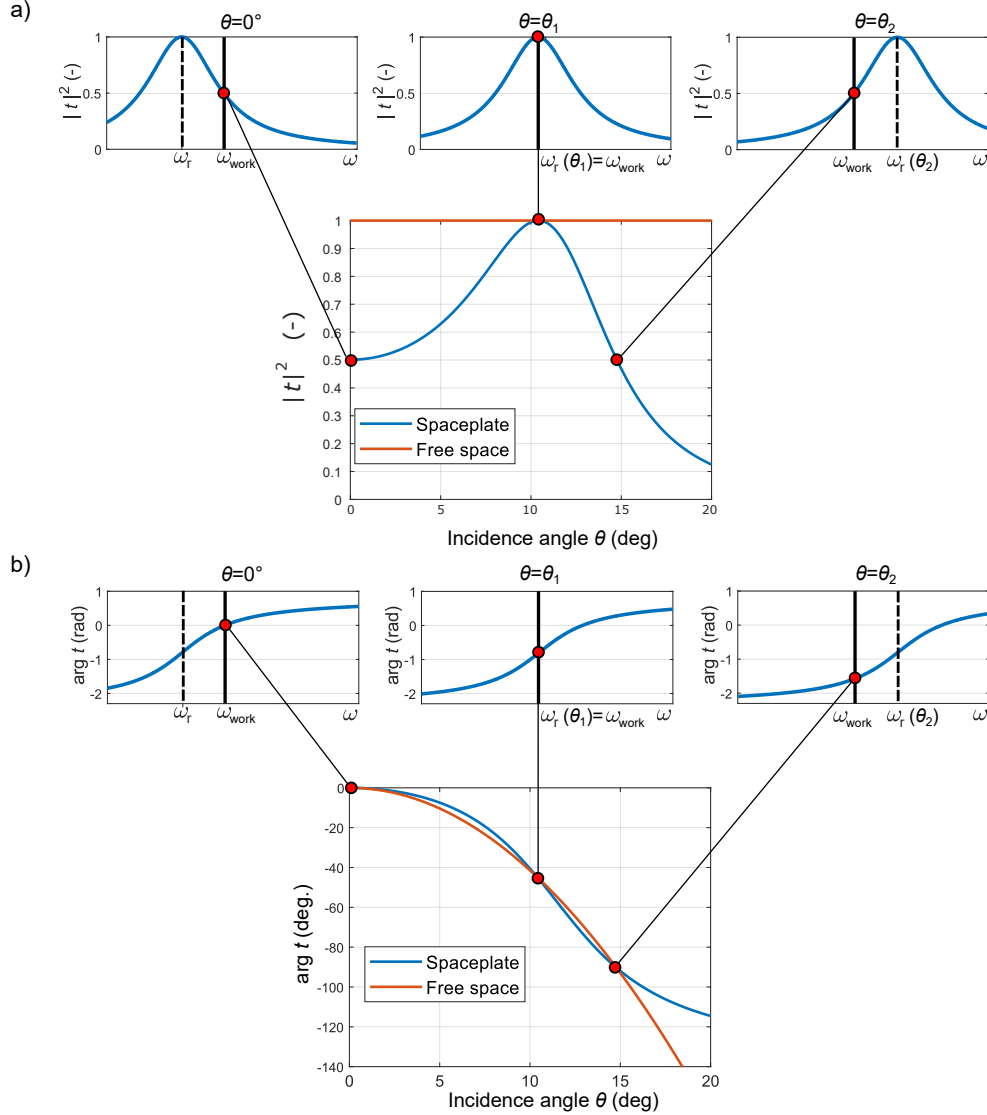 a)
θ=0°
θ=θ1
θ=θ2
|t|² (-)
1
0.5
0
ωr
ωwork
ω
|t|² (-)
1
0.5
0
ωr (θ1)=ωwork
ω
|t|² (-)
1
0.5
0
ωwork
ωr (θ2)
ω
|t|² (-)
1
0.9
0.8
0.7
0.6
0.5
0.4
0.3
0.2
0.1
0
Spaceplate
Free space
0
5
10
15
20
Incidence angle θ (deg)
b)
θ=0°
θ=θ1
θ=θ2
arg t (rad)
1
0
-1
-2
ωr
ωwork
ω
arg t (rad)
1
0
-1
-2
ωr (θ1)=ωwork
ω
arg t (rad)
1
0
-1
-2
ωwork
ωr (θ2)
ω
arg t (deg.)
0
-20
-40
-60
-80
-100
-120
-140
Spaceplate
Free space
0
5
10
15
20
Incidence angle θ (deg)